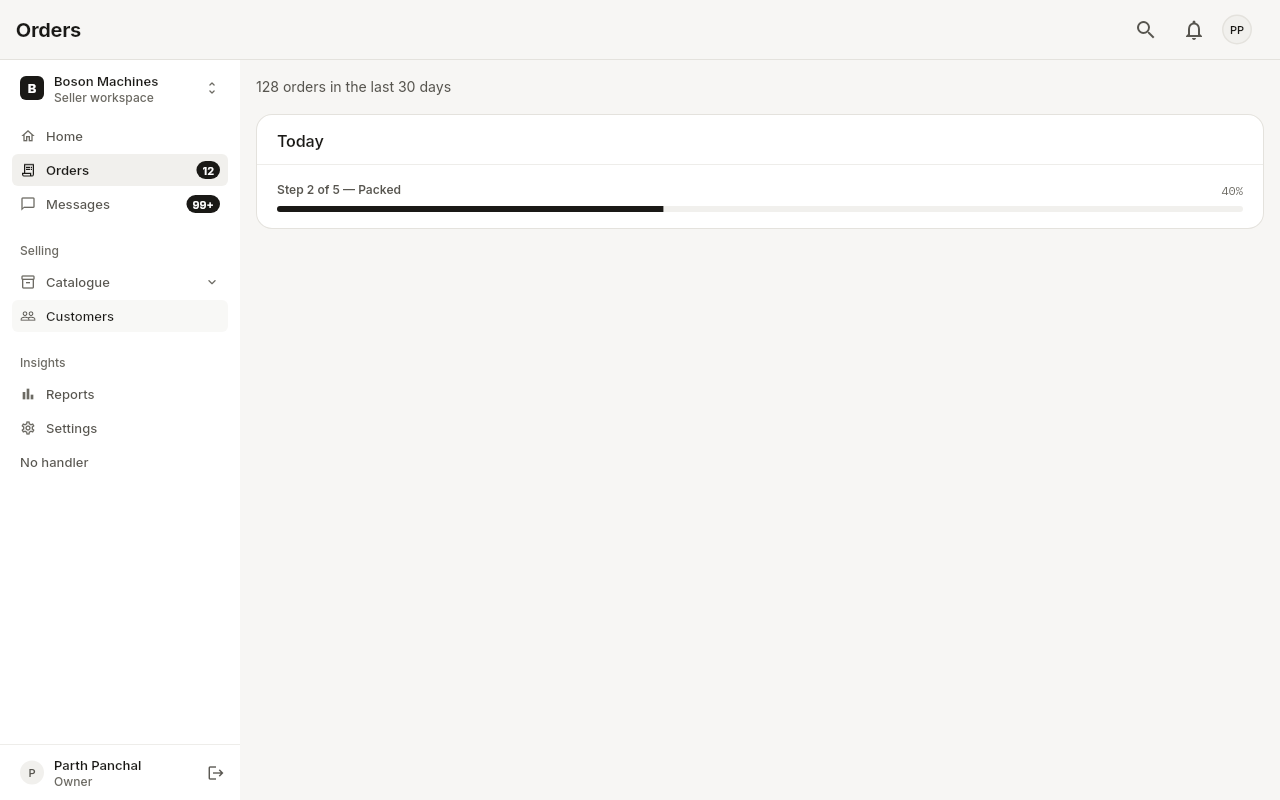 Orders
PP
B
Boson Machines
Seller workspace
Home
Orders 12
Messages 99+
Selling
Catalogue
Customers
Insights
Reports
Settings
No handler
P
Parth Panchal
Owner
128 orders in the last 30 days
Today
Step 2 of 5 — Packed 40%